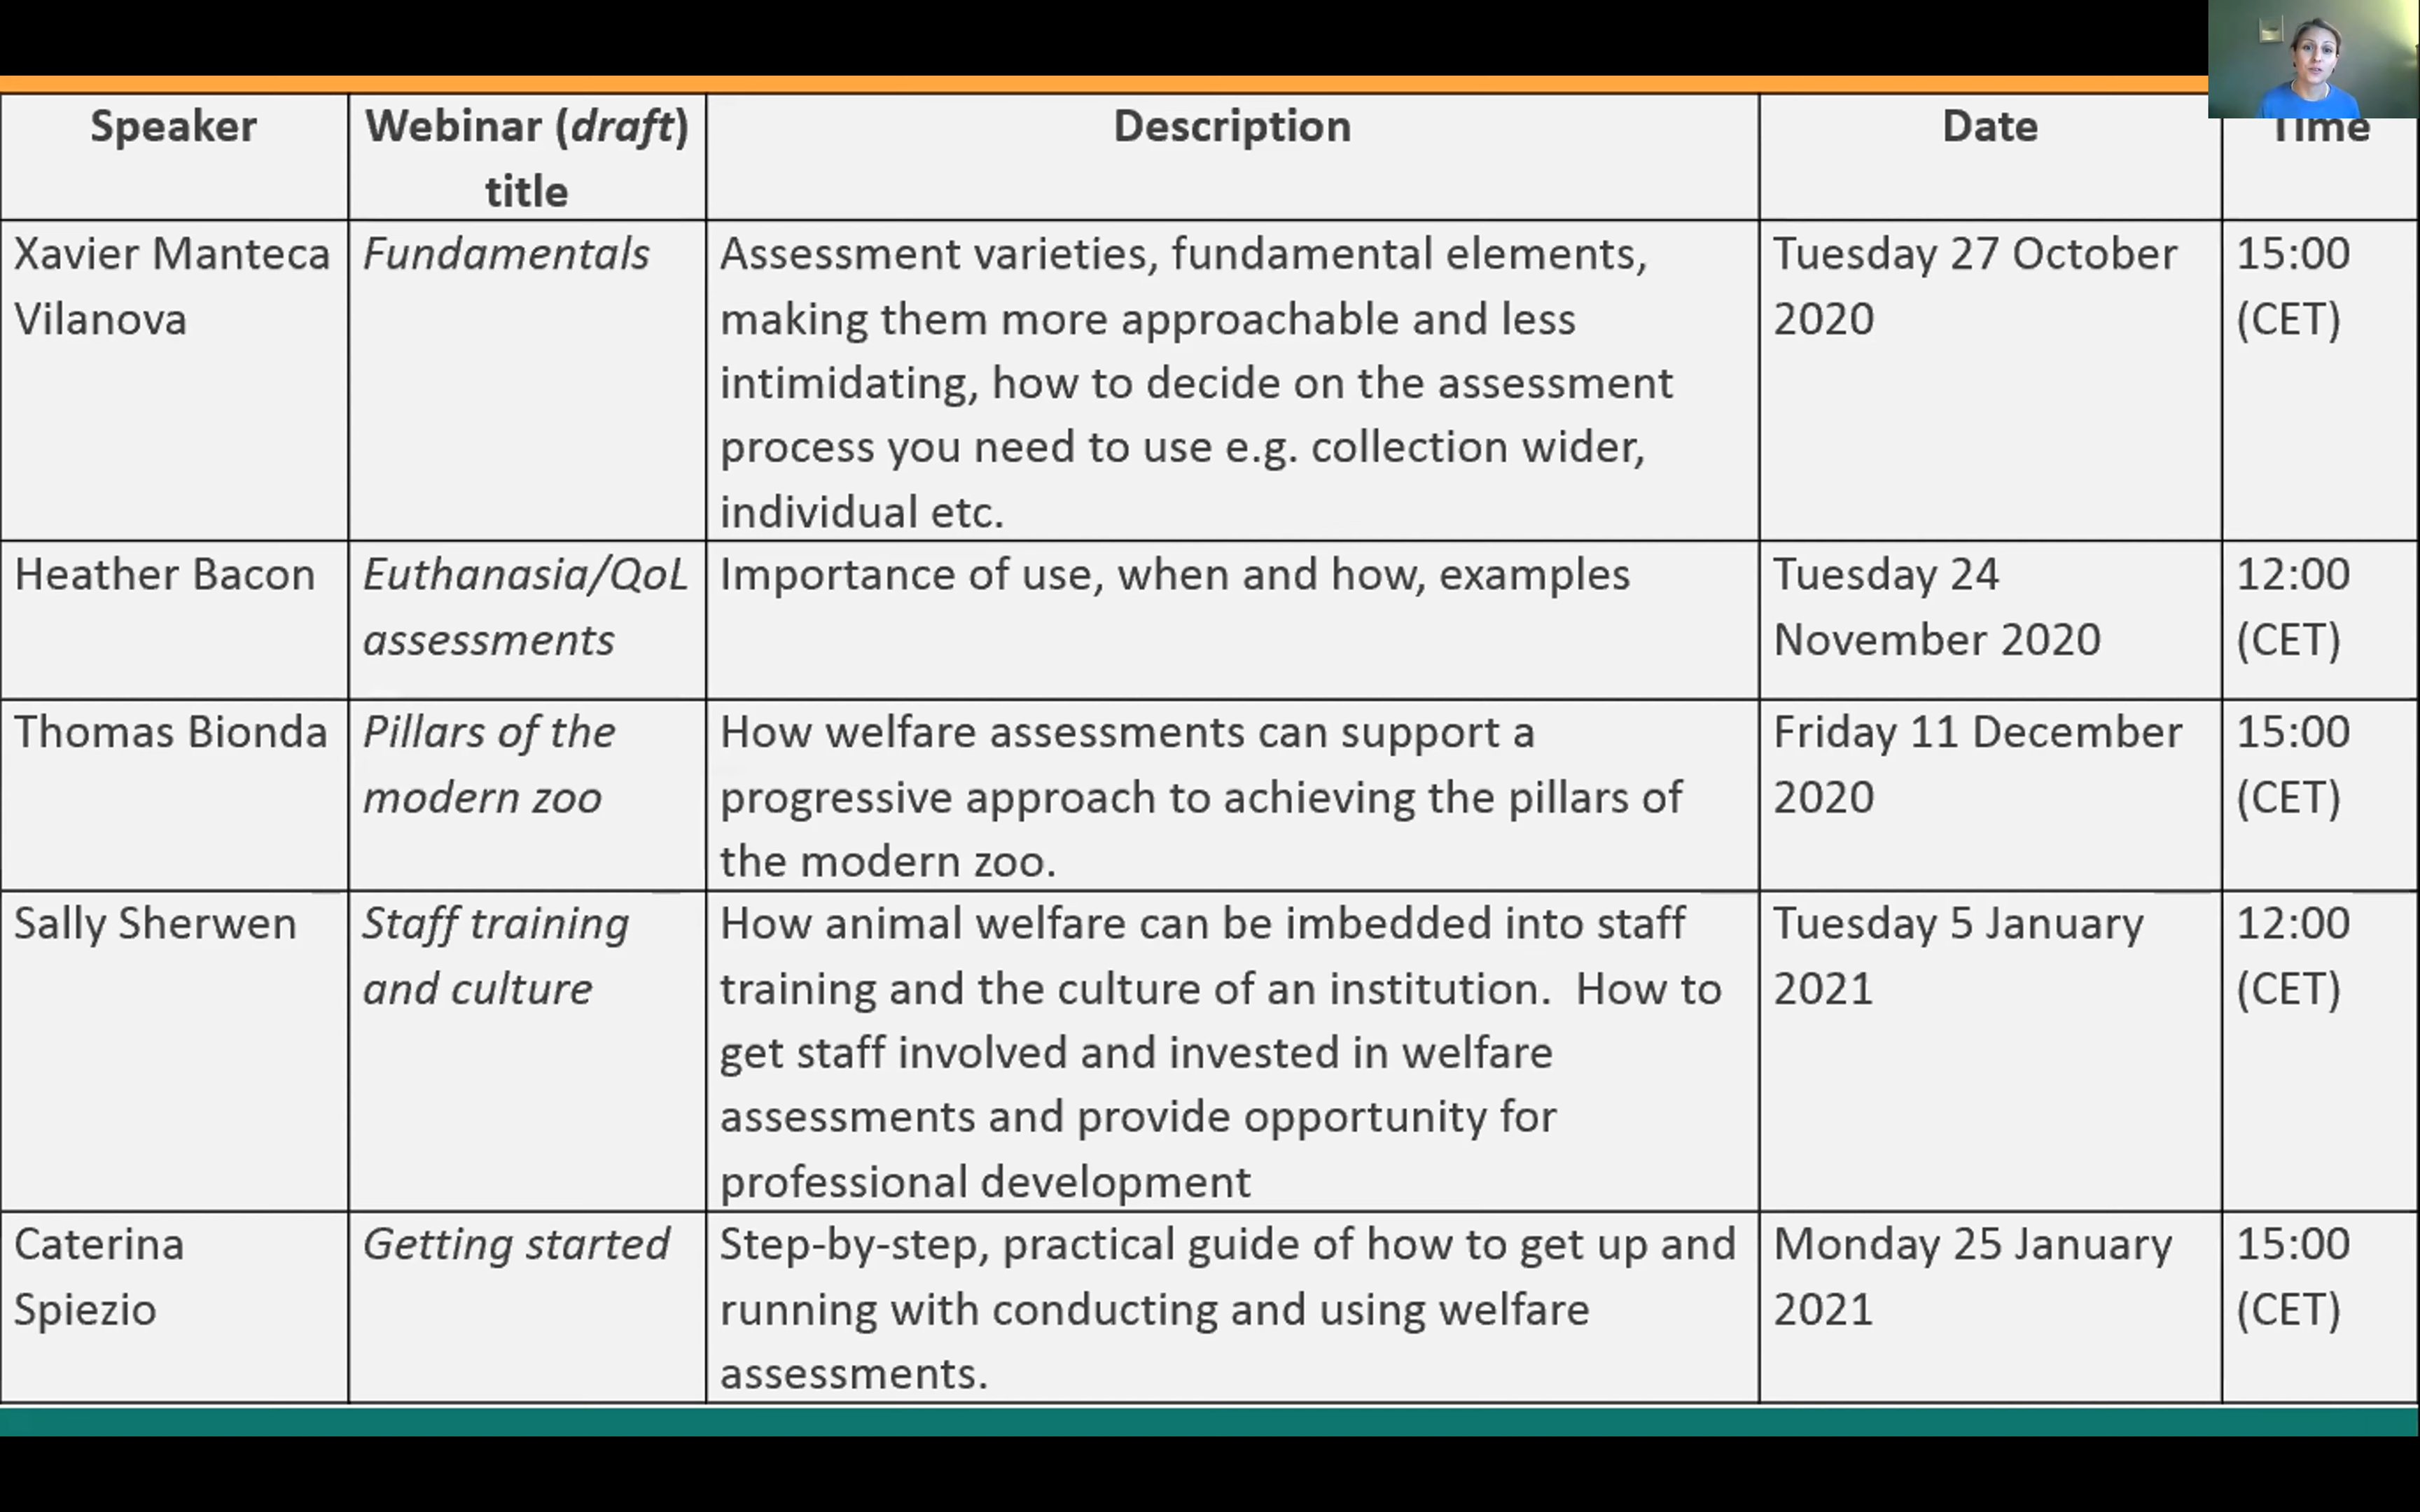 Speaker
Webinar (draft)
title
Description
Date
Time
Xavier Manteca
Vilanova
Fundamentals
Assessment varieties, fundamental elements,
making them more approachable and less
intimidating, how to decide on the assessment
process you need to use e.g. collection wider,
individual etc.
Tuesday 27 October
2020
15:00
(CET)
Heather Bacon
Euthanasia/QoL
assessments
Importance of use, when and how, examples
Tuesday 24
November 2020
12:00
(CET)
Thomas Bionda
Pillars of the
modern zoo
How welfare assessments can support a
progressive approach to achieving the pillars of
the modern zoo.
Friday 11 December
2020
15:00
(CET)
Sally Sherwen
Staff training
and culture
How animal welfare can be imbedded into staff
training and the culture of an institution.  How to
get staff involved and invested in welfare
assessments and provide opportunity for
professional development
Tuesday 5 January
2021
12:00
(CET)
Caterina
Spiezio
Getting started
Step-by-step, practical guide of how to get up and
running with conducting and using welfare
assessments.
Monday 25 January
2021
15:00
(CET)